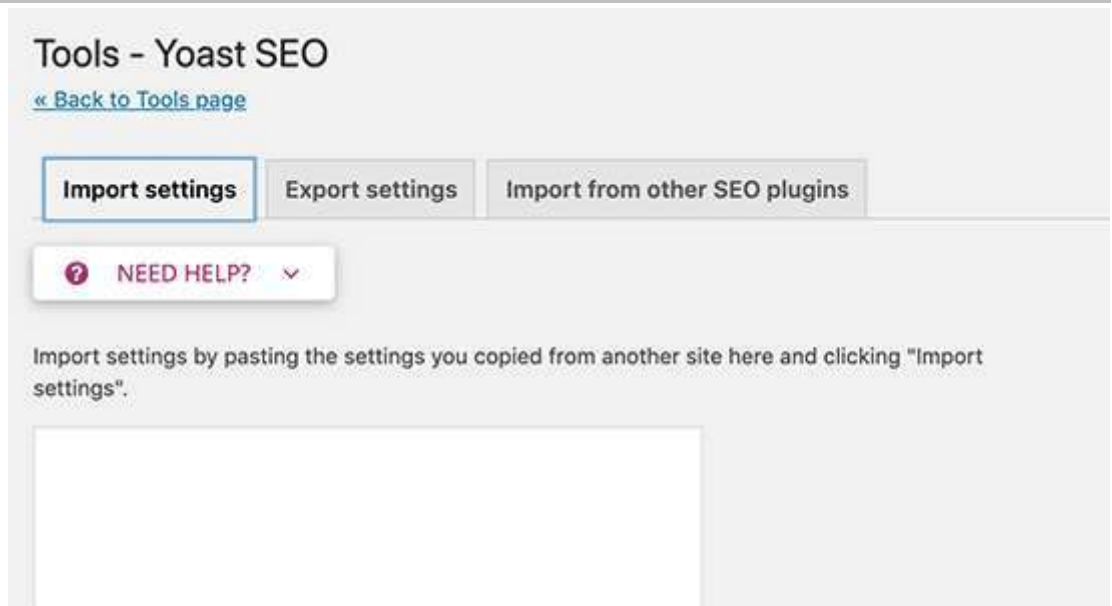 Tools - Yoast SEO
« Back to Tools page
Import settings Export settings Import from other SEO plugins
? NEED HELP?
Import settings by pasting the settings you copied from another site here and clicking "Import
settings".